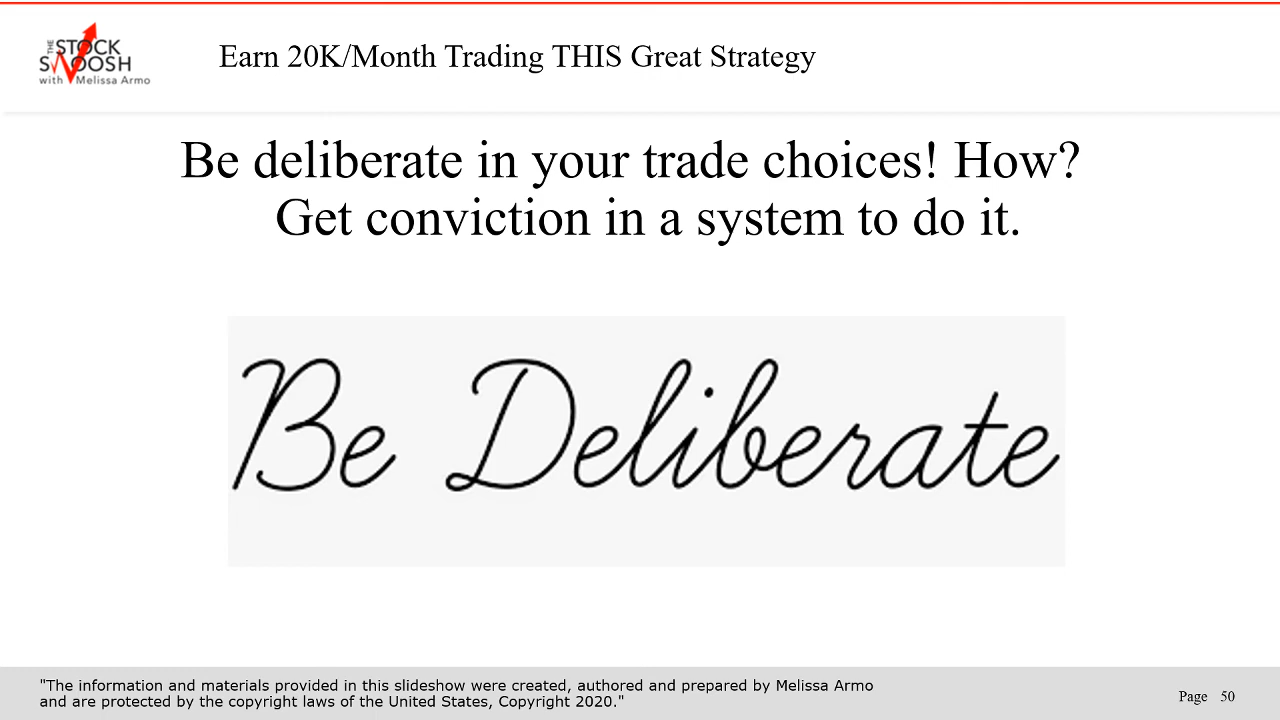 THE
STOCK
SWOOSH
with Melissa Armo
Earn 20K/Month Trading THIS Great Strategy
Be deliberate in your trade choices! How?
Get conviction in a system to do it.
Be Deliberate
"The information and materials provided in this slideshow were created, authored and prepared by Melissa Armo
and are protected by the copyright laws of the United States, Copyright 2020."
Page 50